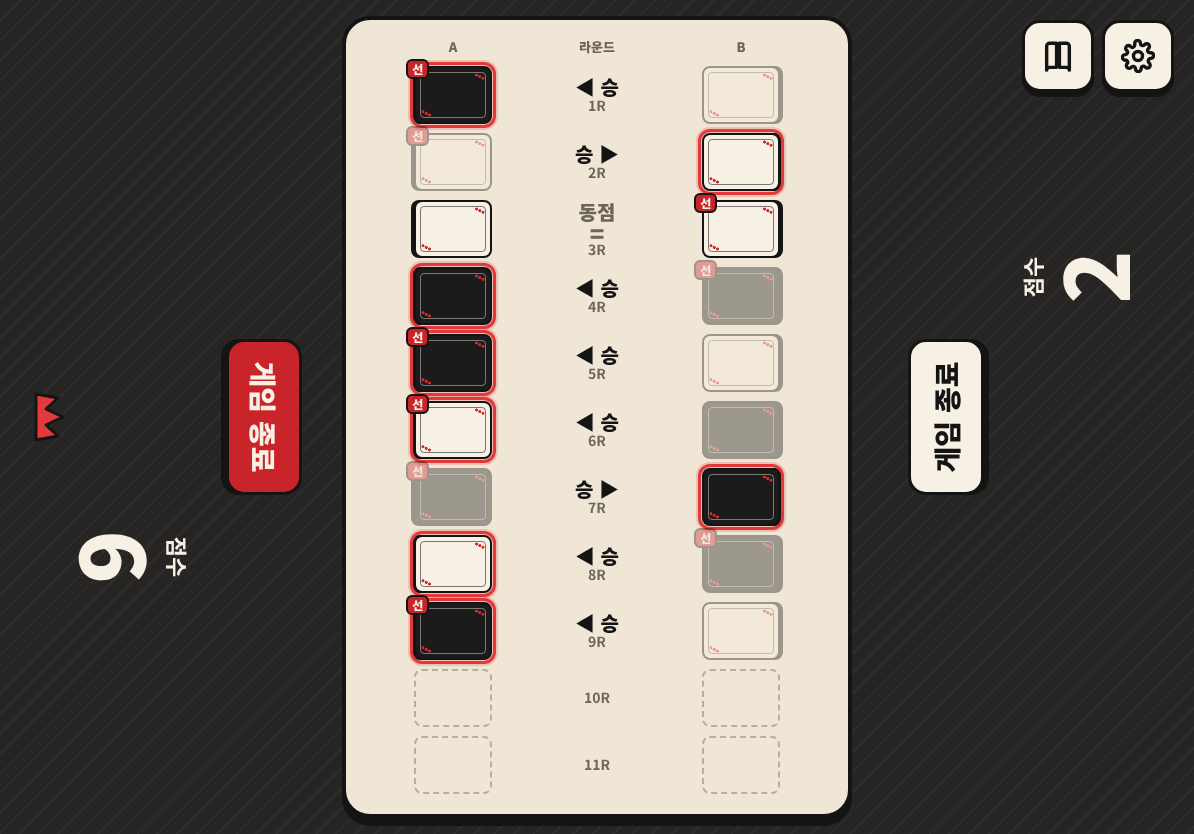 A 라운드 B
선
◀ 승
1R
선
승 ▶
2R
동점
=
선
3R
◀ 승
선
4R
선
◀ 승
5R
선
◀ 승
6R
선
승 ▶
7R
◀ 승
선
8R
선
◀ 승
9R
10R
11R
게임 종료
6
점수
점수
2
게임 종료